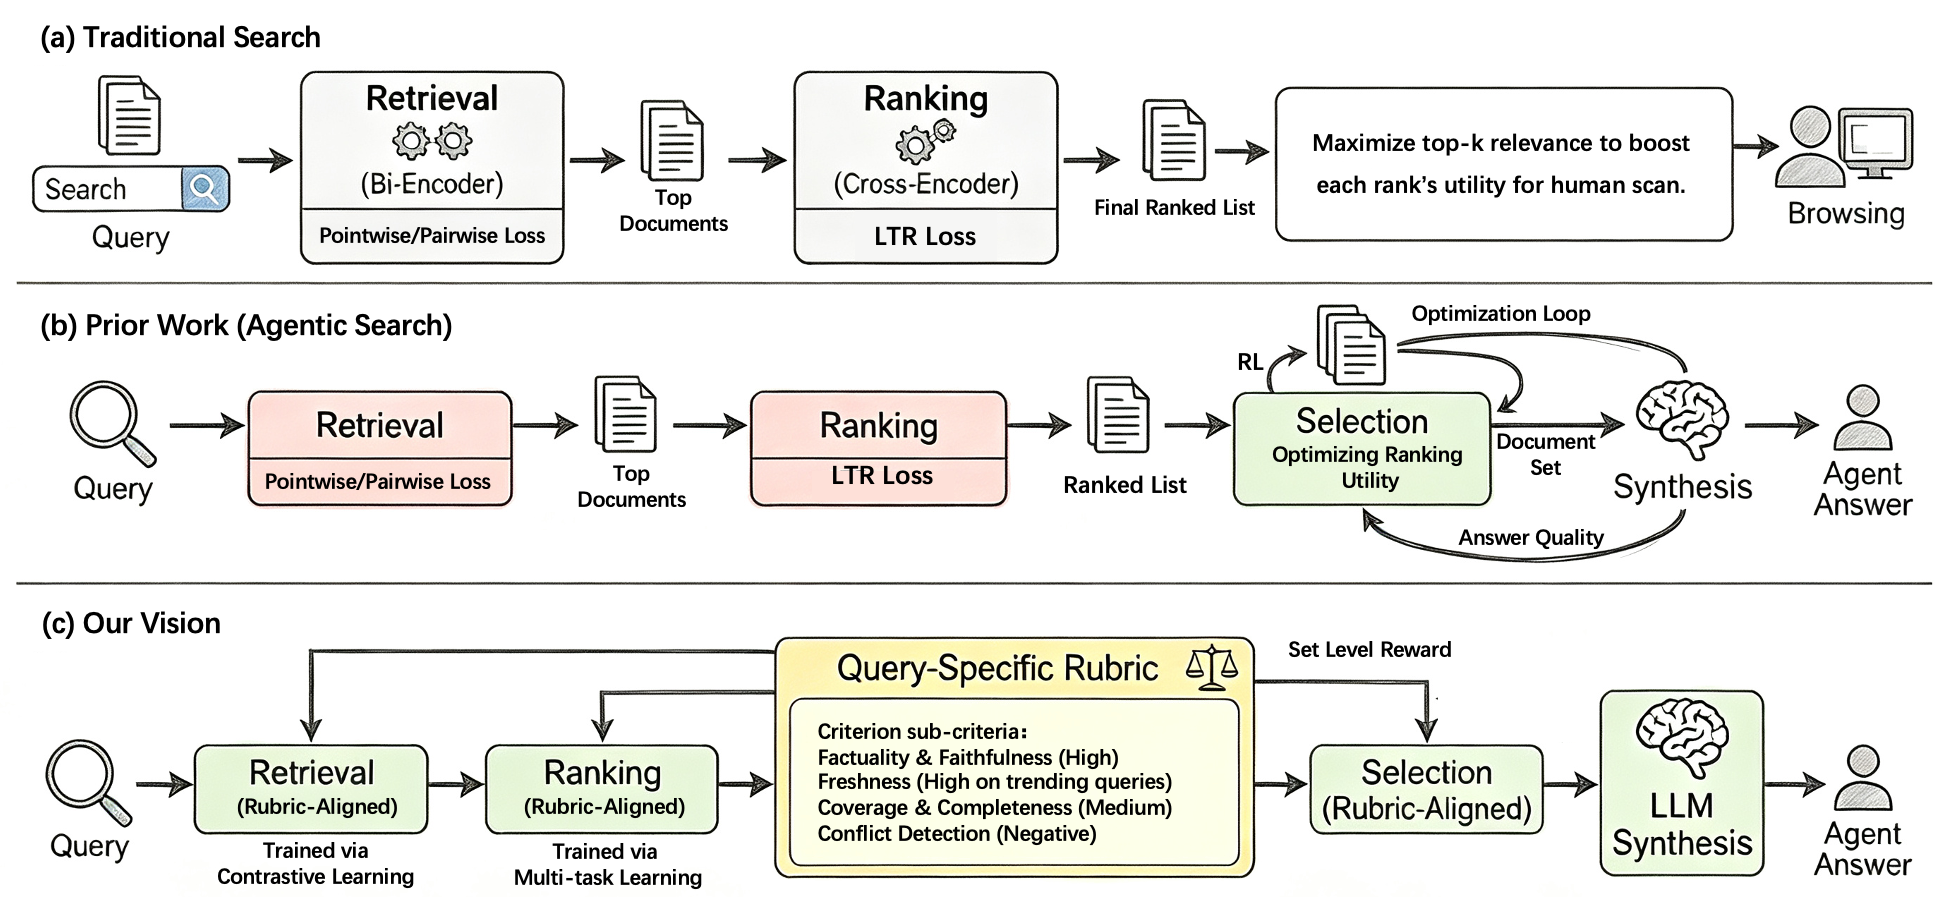 (a) Traditional Search
Search
Query
Retrieval
(Bi-Encoder)
Pointwise/Pairwise Loss
Top
Documents
Ranking
(Cross-Encoder)
LTR Loss
Final Ranked List
Maximize top-k relevance to boost
each rank's utility for human scan.
Browsing
(b) Prior Work (Agentic Search)
Query
Retrieval
Pointwise/Pairwise Loss
Top
Documents
Ranking
LTR Loss
Ranked List
RL
Optimization Loop
Selection
Optimizing Ranking
Utility
Document
Set
Answer Quality
Synthesis
Agent
Answer
(c) Our Vision
Query
Retrieval
(Rubric-Aligned)
Trained via
Contrastive Learning
Ranking
(Rubric-Aligned)
Trained via
Multi-task Learning
Query-Specific Rubric
Criterion sub-criteria:
Factuality & Faithfulness (High)
Freshness (High on trending queries)
Coverage & Completeness (Medium)
Conflict Detection (Negative)
Set Level Reward
Selection
(Rubric-Aligned)
LLM
Synthesis
Agent
Answer